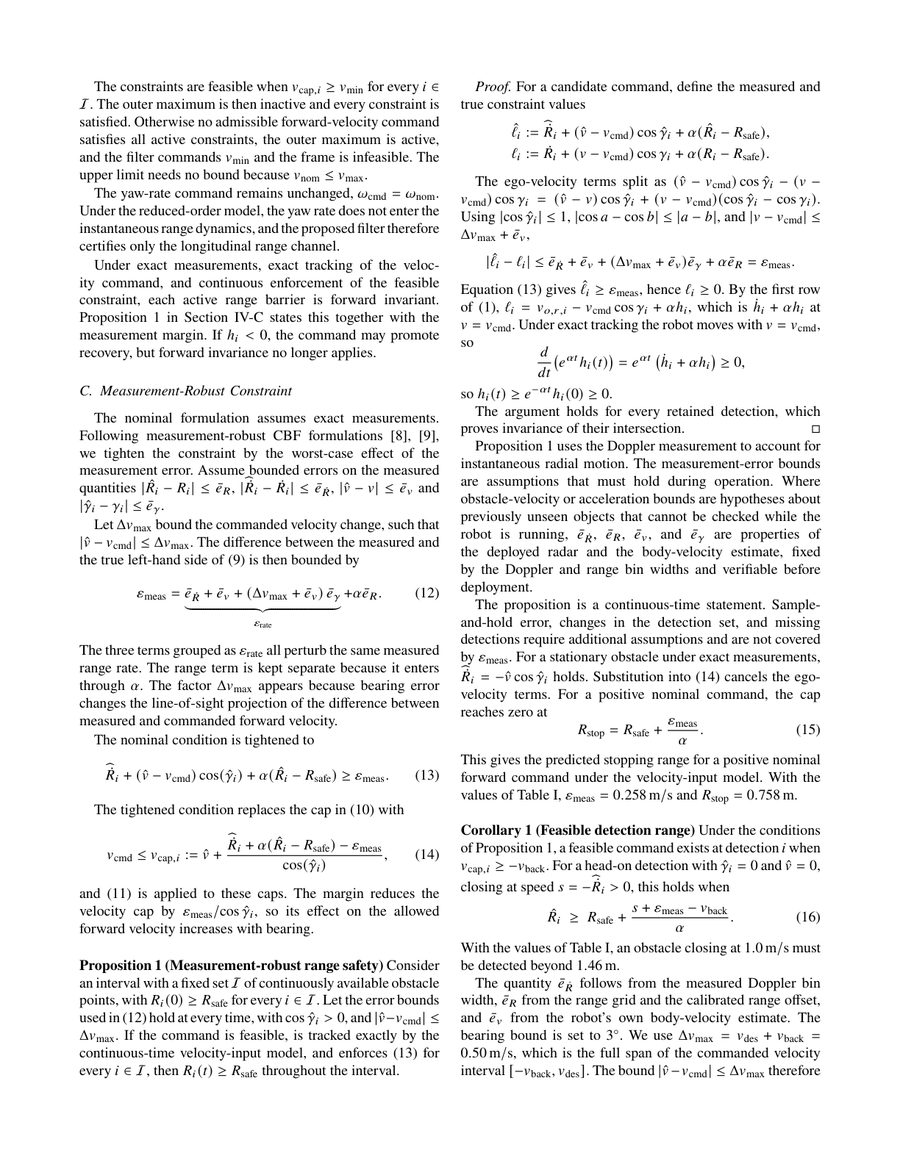 The constraints are feasible when v_cap,i ≥ v_min for every i ∈
ℐ. The outer maximum is then inactive and every constraint is
satisfied. Otherwise no admissible forward-velocity command
satisfies all active constraints, the outer maximum is active,
and the filter commands v_min and the frame is infeasible. The
upper limit needs no bound because v_nom ≤ v_max.
The yaw-rate command remains unchanged, ω_cmd = ω_nom.
Under the reduced-order model, the yaw rate does not enter the
instantaneous range dynamics, and the proposed filter therefore
certifies only the longitudinal range channel.
Under exact measurements, exact tracking of the veloc-
ity command, and continuous enforcement of the feasible
constraint, each active range barrier is forward invariant.
Proposition 1 in Section IV-C states this together with the
measurement margin. If h_i < 0, the command may promote
recovery, but forward invariance no longer applies.
C. Measurement-Robust Constraint
The nominal formulation assumes exact measurements.
Following measurement-robust CBF formulations [8], [9],
we tighten the constraint by the worst-case effect of the
measurement error. Assume bounded errors on the measured
quantities |R̂_i − R_i| ≤ ē_R, |\widehat{Ṙ}_i − Ṙ_i| ≤ ē_Ṙ, |v̂ − v| ≤ ē_v and
|γ̂_i − γ_i| ≤ ē_γ.
Let Δv_max bound the commanded velocity change, such that
|v̂ − v_cmd| ≤ Δv_max. The difference between the measured and
the true left-hand side of (9) is then bounded by
ε_meas = ē_Ṙ + ē_v + (Δv_max + ē_v) ē_γ +αē_R. (12)
ε_rate
The three terms grouped as ε_rate all perturb the same measured
range rate. The range term is kept separate because it enters
through α. The factor Δv_max appears because bearing error
changes the line-of-sight projection of the difference between
measured and commanded forward velocity.
The nominal condition is tightened to
\widehat{Ṙ}_i + (v̂ − v_cmd) cos(γ̂_i) + α(R̂_i − R_safe) ≥ ε_meas. (13)
The tightened condition replaces the cap in (10) with
v_cmd ≤ v_cap,i := v̂ + \frac{\widehat{Ṙ}_i + α(R̂_i − R_safe) − ε_meas}{cos(γ̂_i)}, (14)
and (11) is applied to these caps. The margin reduces the
velocity cap by ε_meas/cos γ̂_i, so its effect on the allowed
forward velocity increases with bearing.
Proposition 1 (Measurement-robust range safety) Consider
an interval with a fixed set ℐ of continuously available obstacle
points, with R_i(0) ≥ R_safe for every i ∈ ℐ. Let the error bounds
used in (12) hold at every time, with cos γ̂_i > 0, and |v̂−v_cmd| ≤
Δv_max. If the command is feasible, is tracked exactly by the
continuous-time velocity-input model, and enforces (13) for
every i ∈ ℐ, then R_i(t) ≥ R_safe throughout the interval.
Proof. For a candidate command, define the measured and
true constraint values
ℓ̂_i := \widehat{Ṙ}_i + (v̂ − v_cmd) cos γ̂_i + α(R̂_i − R_safe),
ℓ_i := Ṙ_i + (v − v_cmd) cos γ_i + α(R_i − R_safe).
The ego-velocity terms split as (v̂ − v_cmd) cos γ̂_i − (v −
v_cmd) cos γ_i = (v̂ − v) cos γ̂_i + (v − v_cmd)(cos γ̂_i − cos γ_i).
Using |cos γ̂_i| ≤ 1, |cos a − cos b| ≤ |a − b|, and |v − v_cmd| ≤
Δv_max + ē_v,
|ℓ̂_i − ℓ_i| ≤ ē_Ṙ + ē_v + (Δv_max + ē_v)ē_γ + αē_R = ε_meas.
Equation (13) gives ℓ̂_i ≥ ε_meas, hence ℓ_i ≥ 0. By the first row
of (1), ℓ_i = v_o,r,i − v_cmd cos γ_i + αh_i, which is ḣ_i + αh_i at
v = v_cmd. Under exact tracking the robot moves with v = v_cmd,
so
\frac{d}{dt}(e^{αt} h_i(t)) = e^{αt} (ḣ_i + αh_i) ≥ 0,
so h_i(t) ≥ e^{−αt} h_i(0) ≥ 0.
The argument holds for every retained detection, which
proves invariance of their intersection. □
Proposition 1 uses the Doppler measurement to account for
instantaneous radial motion. The measurement-error bounds
are assumptions that must hold during operation. Where
obstacle-velocity or acceleration bounds are hypotheses about
previously unseen objects that cannot be checked while the
robot is running, ē_Ṙ, ē_R, ē_v, and ē_γ are properties of
the deployed radar and the body-velocity estimate, fixed
by the Doppler and range bin widths and verifiable before
deployment.
The proposition is a continuous-time statement. Sample-
and-hold error, changes in the detection set, and missing
detections require additional assumptions and are not covered
by ε_meas. For a stationary obstacle under exact measurements,
\widehat{Ṙ}_i = −v̂ cos γ̂_i holds. Substitution into (14) cancels the ego-
velocity terms. For a positive nominal command, the cap
reaches zero at
R_stop = R_safe + \frac{ε_meas}{α}. (15)
This gives the predicted stopping range for a positive nominal
forward command under the velocity-input model. With the
values of Table I, ε_meas = 0.258 m/s and R_stop = 0.758 m.
Corollary 1 (Feasible detection range) Under the conditions
of Proposition 1, a feasible command exists at detection i when
v_cap,i ≥ −v_back. For a head-on detection with γ̂_i = 0 and v̂ = 0,
closing at speed s = −\widehat{Ṙ}_i > 0, this holds when
R̂_i ≥ R_safe + \frac{s + ε_meas − v_back}{α}. (16)
With the values of Table I, an obstacle closing at 1.0 m/s must
be detected beyond 1.46 m.
The quantity ē_Ṙ follows from the measured Doppler bin
width, ē_R from the range grid and the calibrated range offset,
and ē_v from the robot's own body-velocity estimate. The
bearing bound is set to 3°. We use Δv_max = v_des + v_back =
0.50 m/s, which is the full span of the commanded velocity
interval [−v_back, v_des]. The bound |v̂−v_cmd| ≤ Δv_max therefore